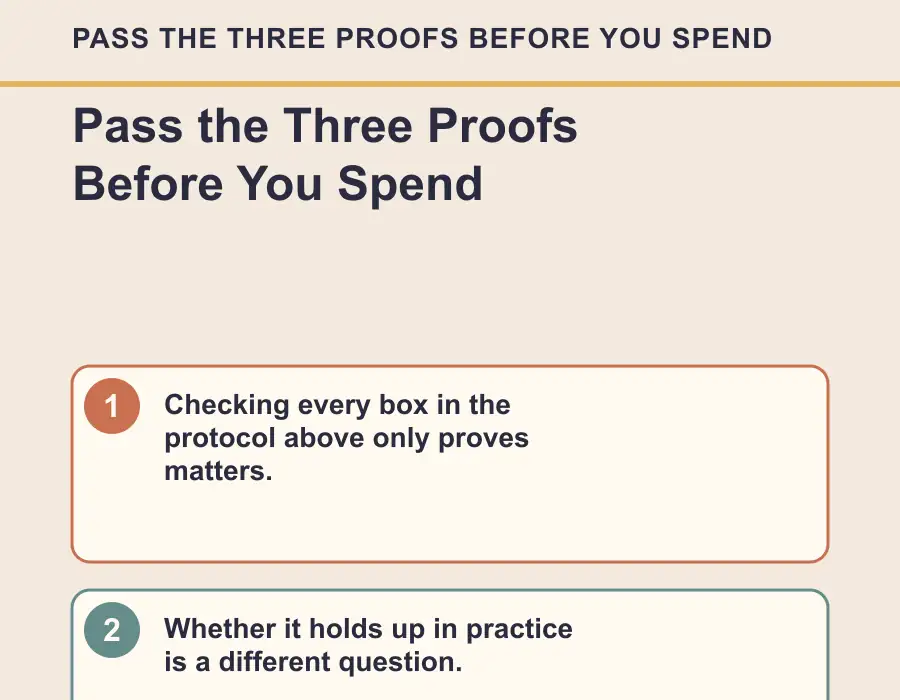 PASS THE THREE PROOFS BEFORE YOU SPEND
Pass the Three Proofs
Before You Spend
1
Checking every box in the
protocol above only proves
matters.
2
Whether it holds up in practice
is a different question.